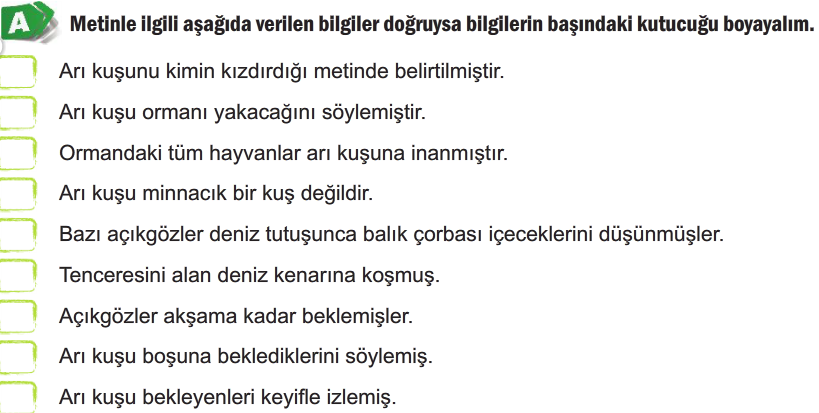 A Metinle ilgili aşağıda verilen bilgiler doğruysa bilgilerin başındaki kutucuğu boyayalım.
Arı kuşunu kimin kızdırdığı metinde belirtilmiştir.
Arı kuşu ormanı yakacağını söylemiştir.
Ormandaki tüm hayvanlar arı kuşuna inanmıştır.
Arı kuşu minnacık bir kuş değildir.
Bazı açıkgözler deniz tutuşunca balık çorbası içeceklerini düşünmüşler.
Tenceresini alan deniz kenarına koşmuş.
Açıkgözler akşama kadar beklemişler.
Arı kuşu boşuna beklediklerini söylemiş.
Arı kuşu bekleyenleri keyifle izlemiş.